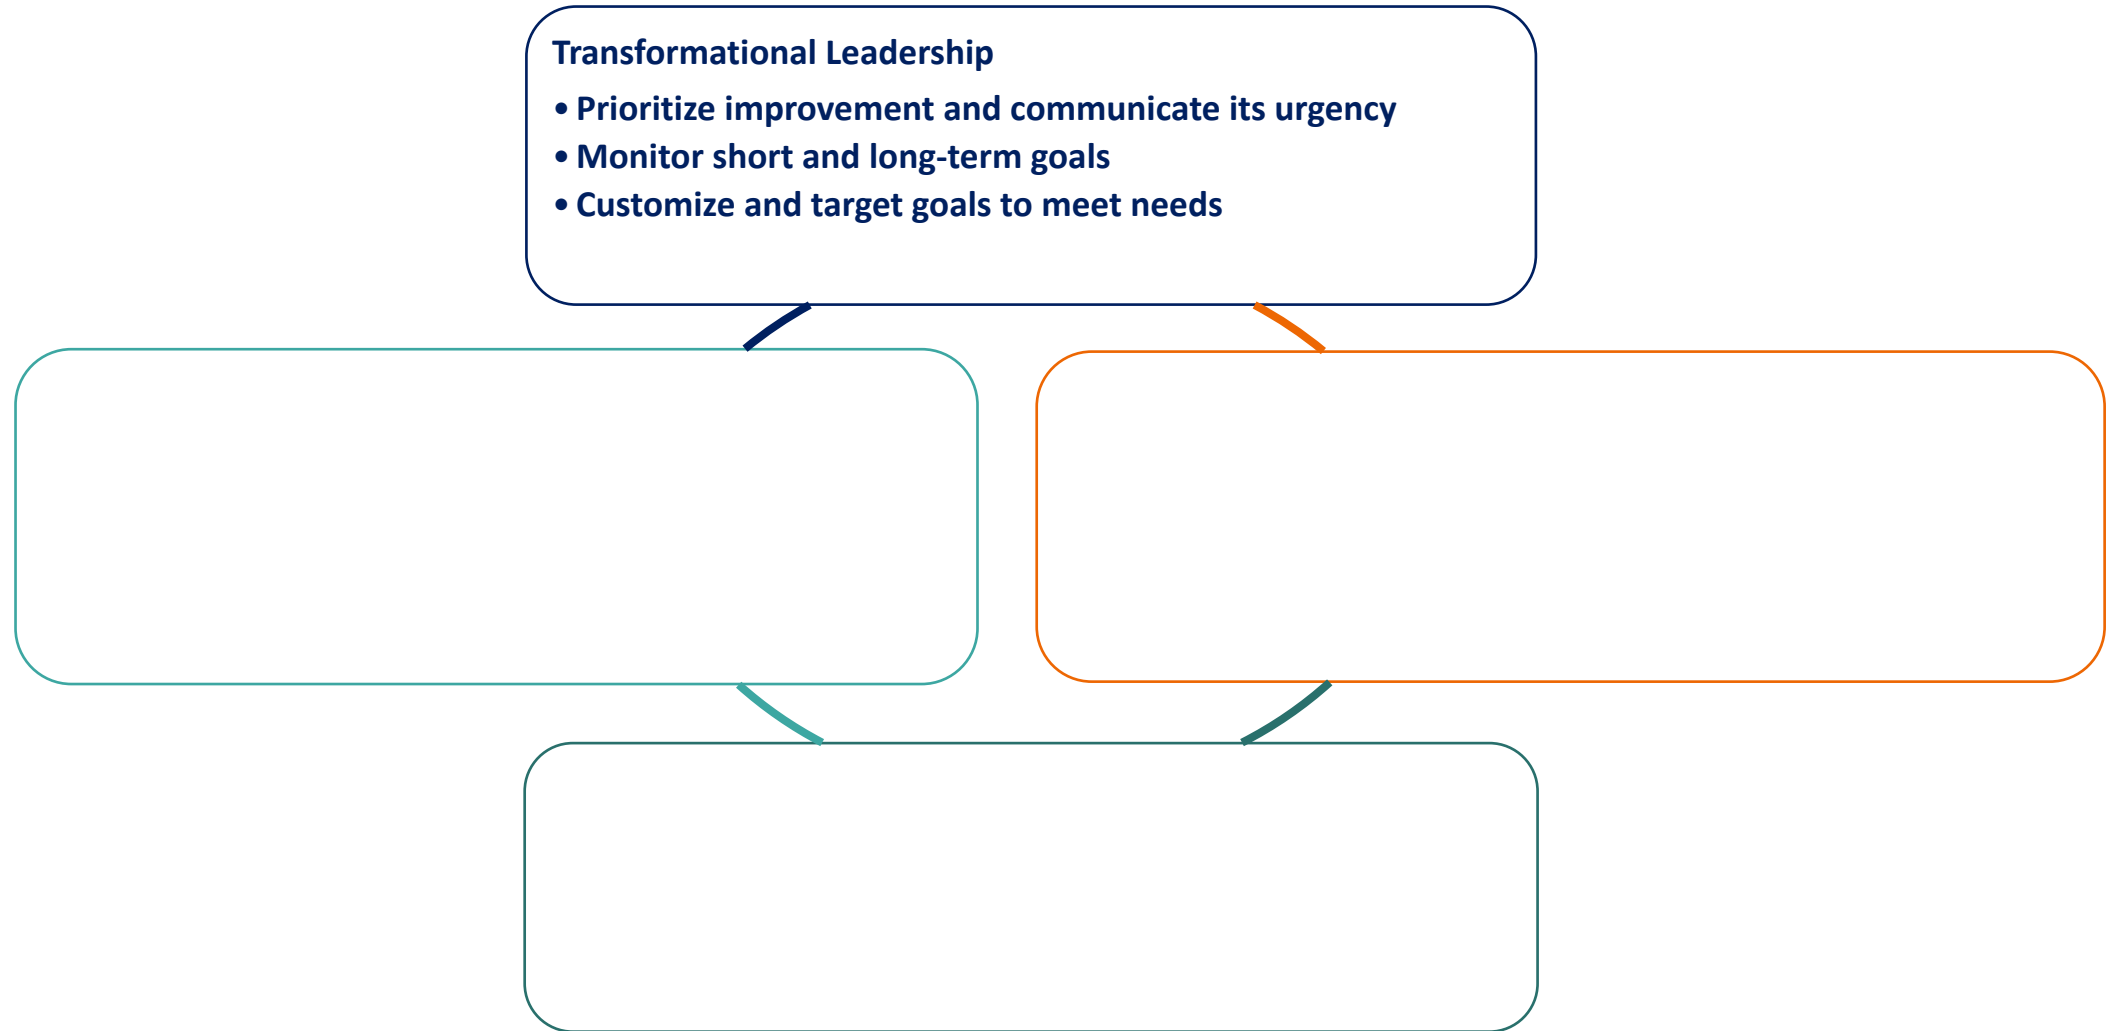 Transformational Leadership
• Prioritize improvement and communicate its urgency
• Monitor short and long-term goals
• Customize and target goals to meet needs